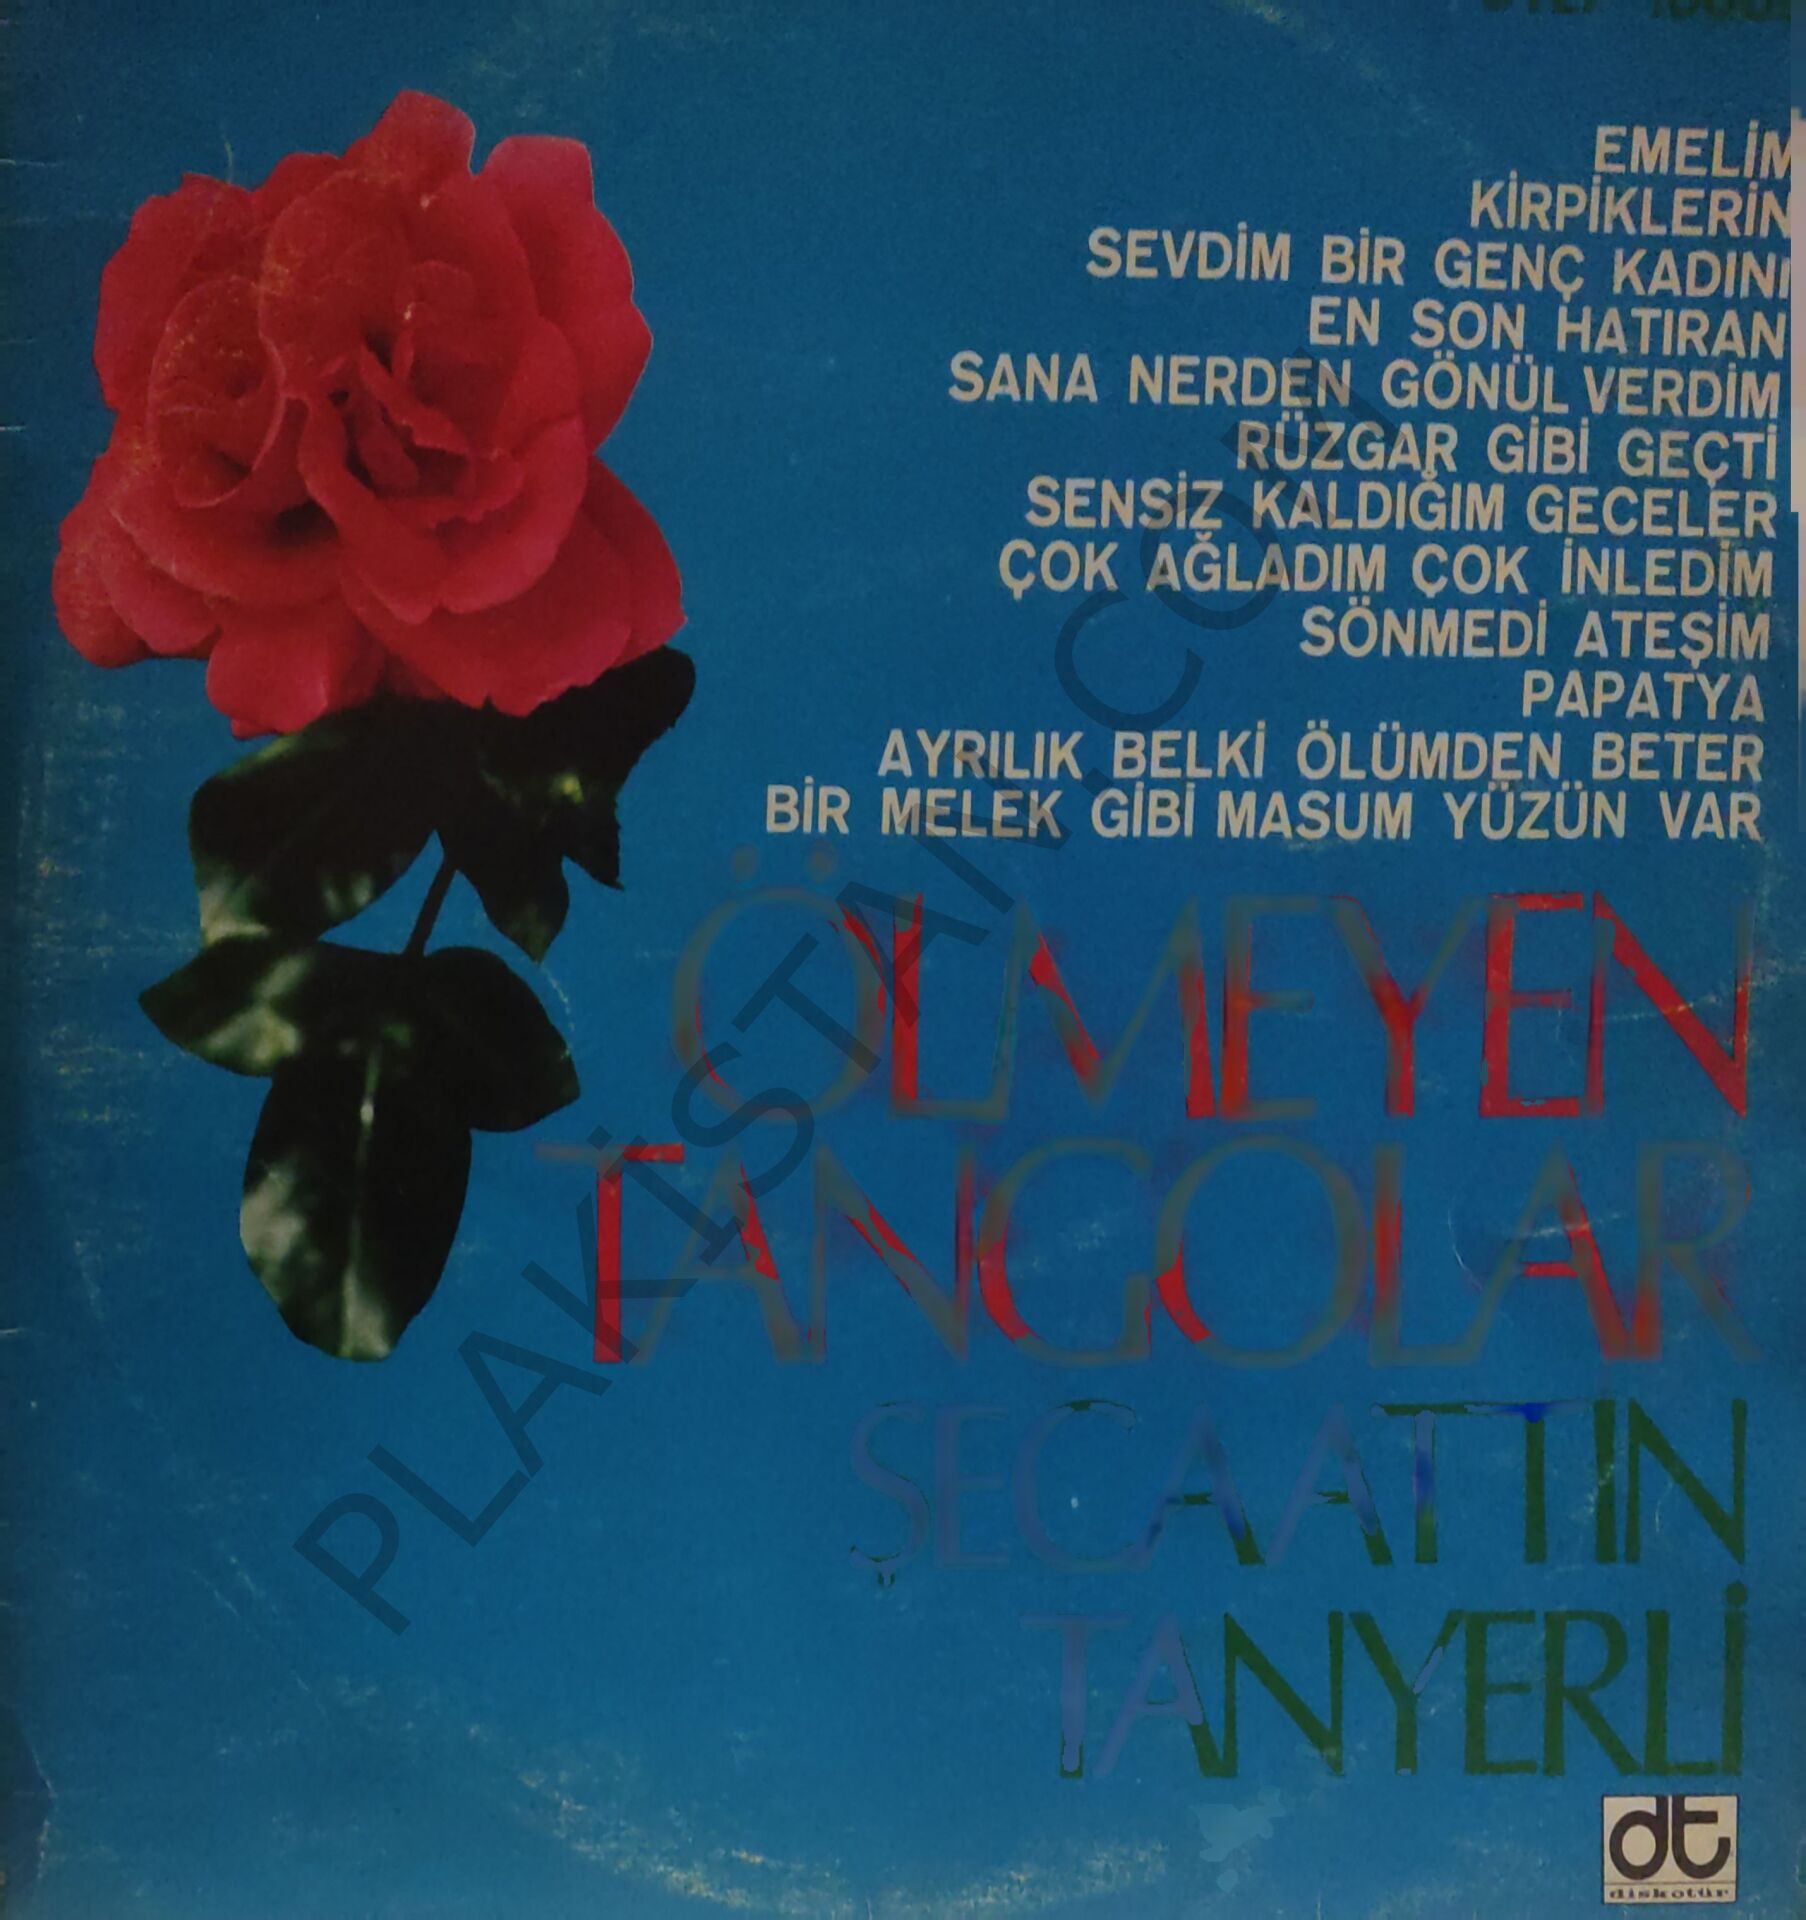 EMELİM
KİRPİKLERİN
SEVDİM BİR GENÇ KADINI
EN SON HATIRAN
SANA NERDEN GÖNÜL VERDİM
RÜZGAR GİBİ GEÇTİ
SENSİZ KALDIĞIM GECELER
ÇOK AĞLADIM ÇOK İNLEDİM
SÖNMEDİ ATEŞİM
PAPATYA
AYRILIK BELKİ ÖLÜMDEN BETER
BİR MELEK GİBİ MASUM YÜZÜN VAR
ÖLMEYEN
TANGOLAR
ŞECAATTIN
TANYERLİ
dt
diskotür
PLAKİSTAN.COM